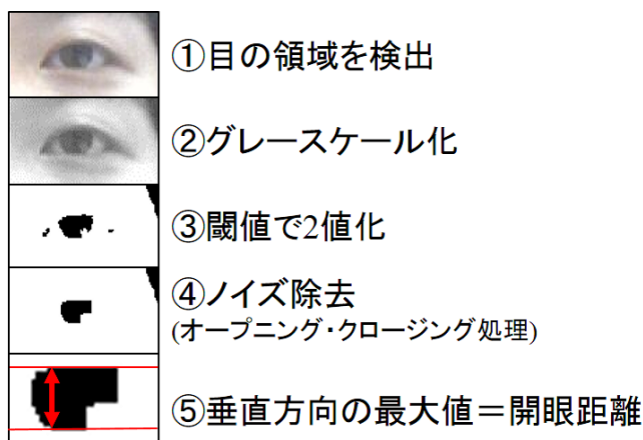 ①目の領域を検出
②グレースケール化
③閾値で2値化
④ノイズ除去
(オープニング・クロージング処理)
⑤垂直方向の最大値＝開眼距離